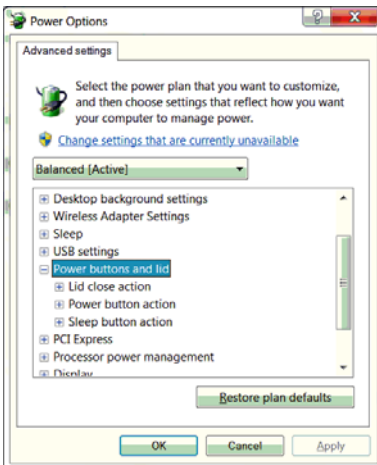 Power Options
Advanced settings
Select the power plan that you want to customize,
and then choose settings that reflect how you want
your computer to manage power.
Change settings that are currently unavailable
Balanced [Active]
Desktop background settings
Wireless Adapter Settings
Sleep
USB settings
Power buttons and lid
Lid close action
Power button action
Sleep button action
PCI Express
Processor power management
Display
Restore plan defaults
OK Cancel Apply